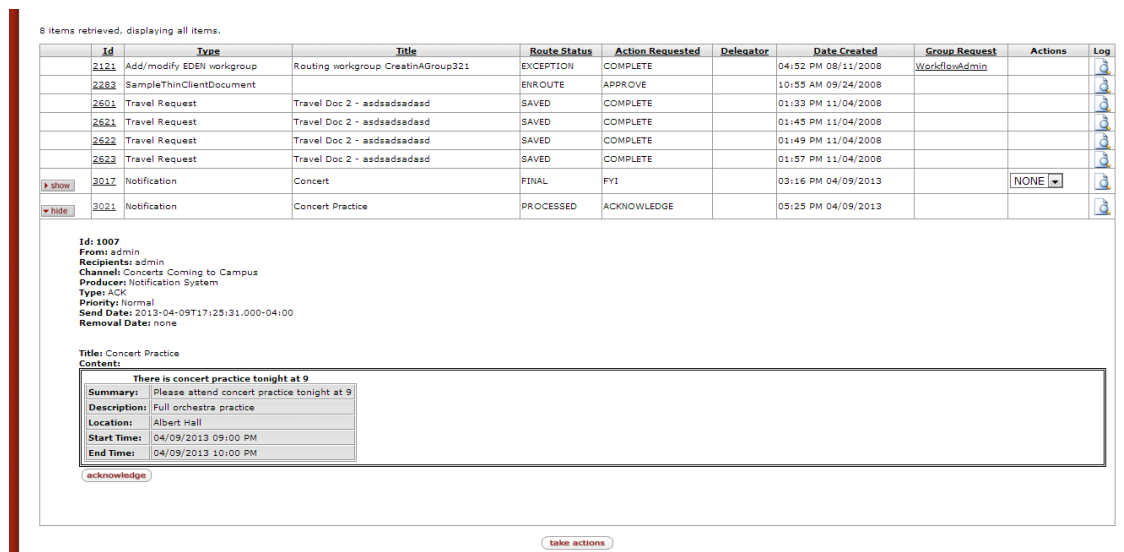 8 items retrieved, displaying all items.
Id Type Title Route Status Action Requested Delegator Date Created Group Request Actions Log
2121 Add/modify EDEN workgroup Routing workgroup CreatinAGroup321 EXCEPTION COMPLETE 04:52 PM 08/11/2008 WorkflowAdmin
2283 SampleThinClientDocument ENROUTE APPROVE 10:55 AM 09/24/2008
2601 Travel Request Travel Doc 2 - asdsadsadasd SAVED COMPLETE 01:33 PM 11/04/2008
2621 Travel Request Travel Doc 2 - asdsadsadasd SAVED COMPLETE 01:45 PM 11/04/2008
2622 Travel Request Travel Doc 2 - asdsadsadasd SAVED COMPLETE 01:49 PM 11/04/2008
2623 Travel Request Travel Doc 2 - asdsadsadasd SAVED COMPLETE 01:57 PM 11/04/2008
show 3017 Notification Concert FINAL FYI 03:16 PM 04/09/2013 NONE
hide 3021 Notification Concert Practice PROCESSED ACKNOWLEDGE 05:25 PM 04/09/2013
Id: 1007
From: admin
Recipients: admin
Channel: Concerts Coming to Campus
Producer: Notification System
Type: ACK
Priority: Normal
Send Date: 2013-04-09T17:25:31.000-04:00
Removal Date: none
Title: Concert Practice
Content:
There is concert practice tonight at 9
Summary: Please attend concert practice tonight at 9
Description: Full orchestra practice
Location: Albert Hall
Start Time: 04/09/2013 09:00 PM
End Time: 04/09/2013 10:00 PM
acknowledge
take actions